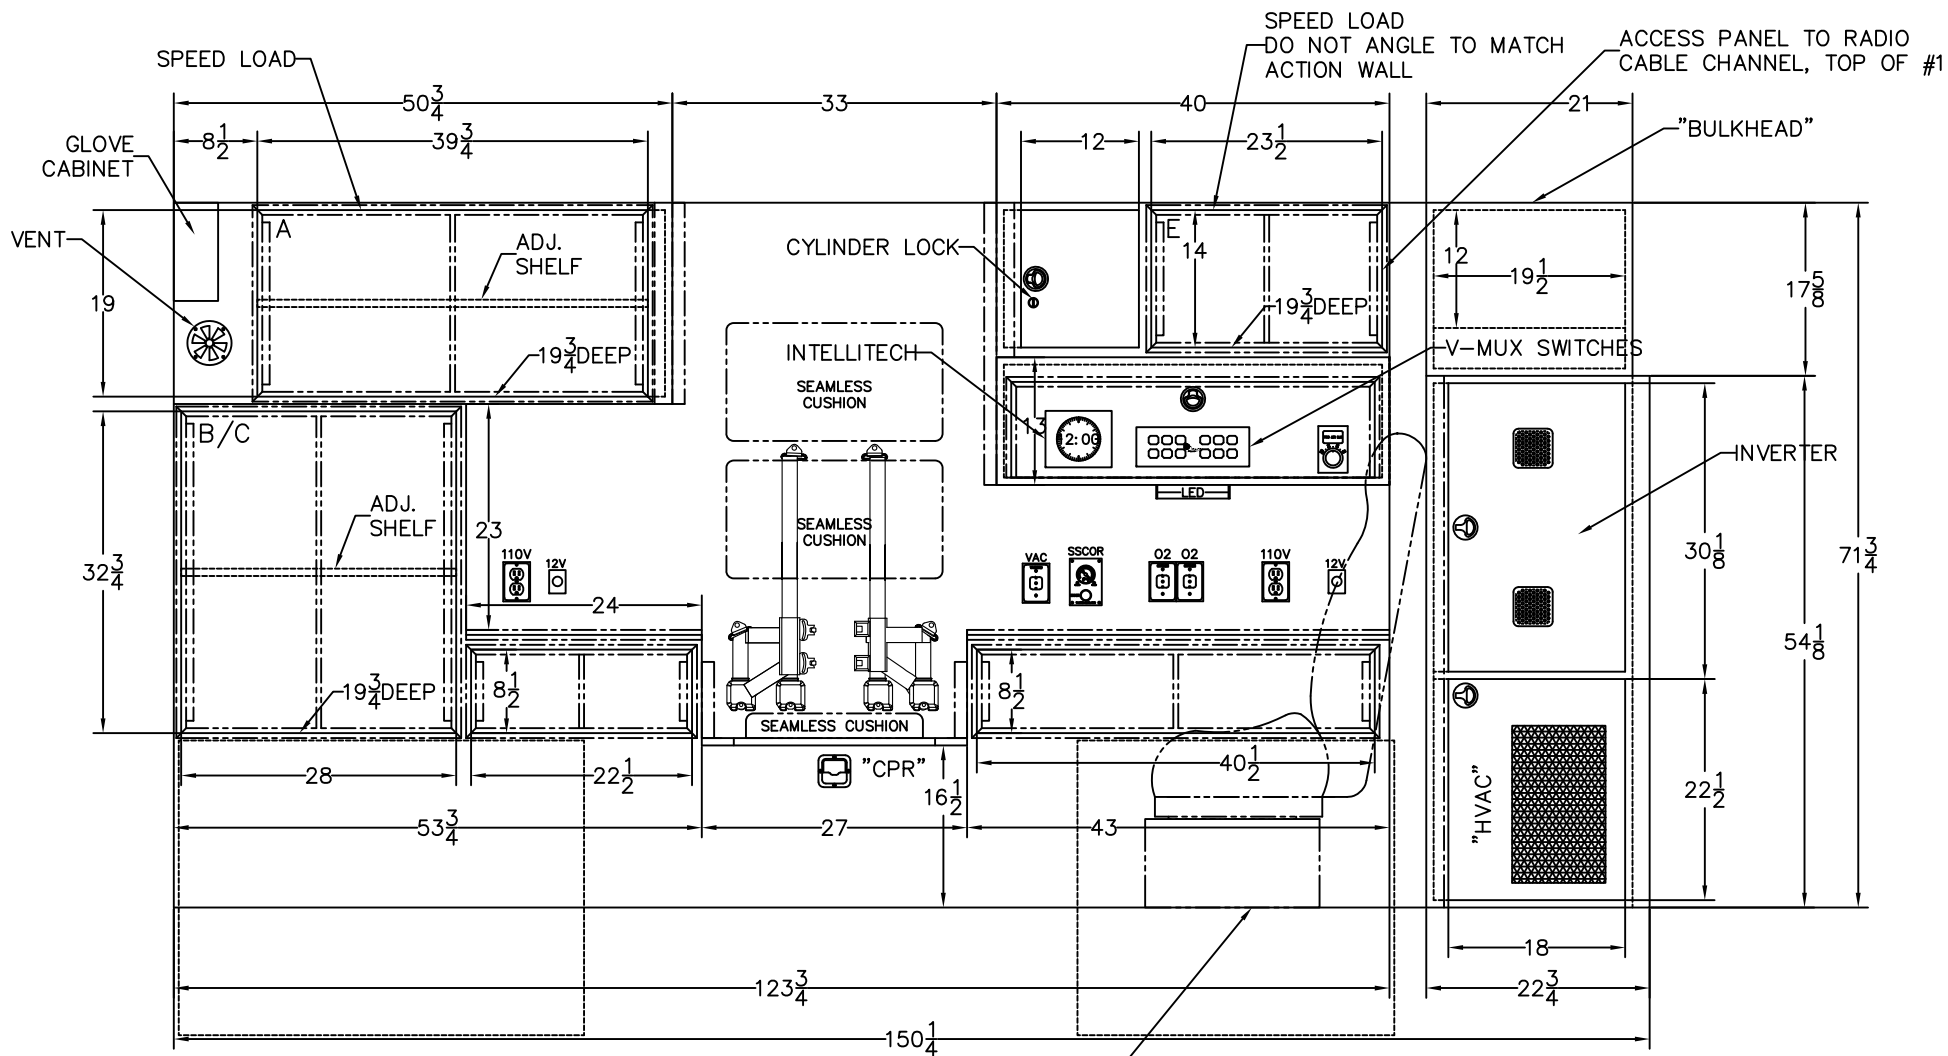 SPEED LOAD
DO NOT ANGLE TO MATCH
ACTION WALL
ACCESS PANEL TO RADIO
CABLE CHANNEL, TOP OF #1
SPEED LOAD
50 3/4
33
40
21
"BULKHEAD"
8 1/2
39 3/4
12
23 1/2
GLOVE
CABINET
VENT
A
ADJ.
SHELF
19
19 3/4 DEEP
CYLINDER LOCK
E
14
19 3/4 DEEP
12
19 1/2
17 5/8
INTELLITECH
V-MUX SWITCHES
SEAMLESS
CUSHION
13
2:00
B/C
INVERTER
LED
ADJ.
SHELF
23
SEAMLESS
CUSHION
32 3/4
110V
12V
VAC
SSCOR
O2
O2
110V
12V
30 1/8
71 3/4
24
54 1/8
19 3/4 DEEP
8 1/2
8 1/2
SEAMLESS CUSHION
28
22 1/2
"CPR"
40 1/2
16 1/2
"HVAC"
22 1/2
53 3/4
27
43
18
123 3/4
22 3/4
150 1/4